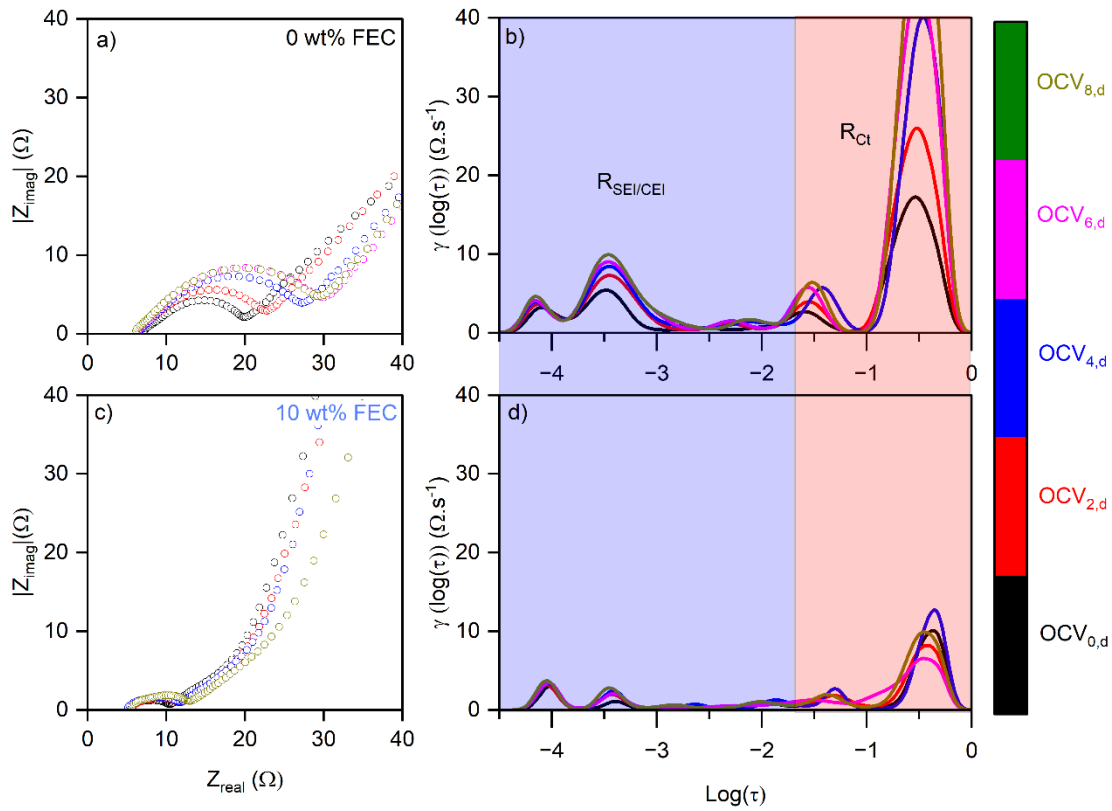 a)
0 wt% FEC
40
30
20
10
0
|Z_imag| (Ω)
0
10
20
30
40
b)
40
30
20
10
0
γ (log(τ)) (Ω.s⁻¹)
R_SEI/CEI
R_Ct
−4
−3
−2
−1
0
c)
10 wt% FEC
40
30
20
10
0
|Z_imag|(Ω)
0
10
20
30
40
Z_real (Ω)
d)
40
30
20
10
0
γ (log(τ)) (Ω.s⁻¹)
−4
−3
−2
−1
0
Log(τ)
OCV_8,d
OCV_6,d
OCV_4,d
OCV_2,d
OCV_0,d